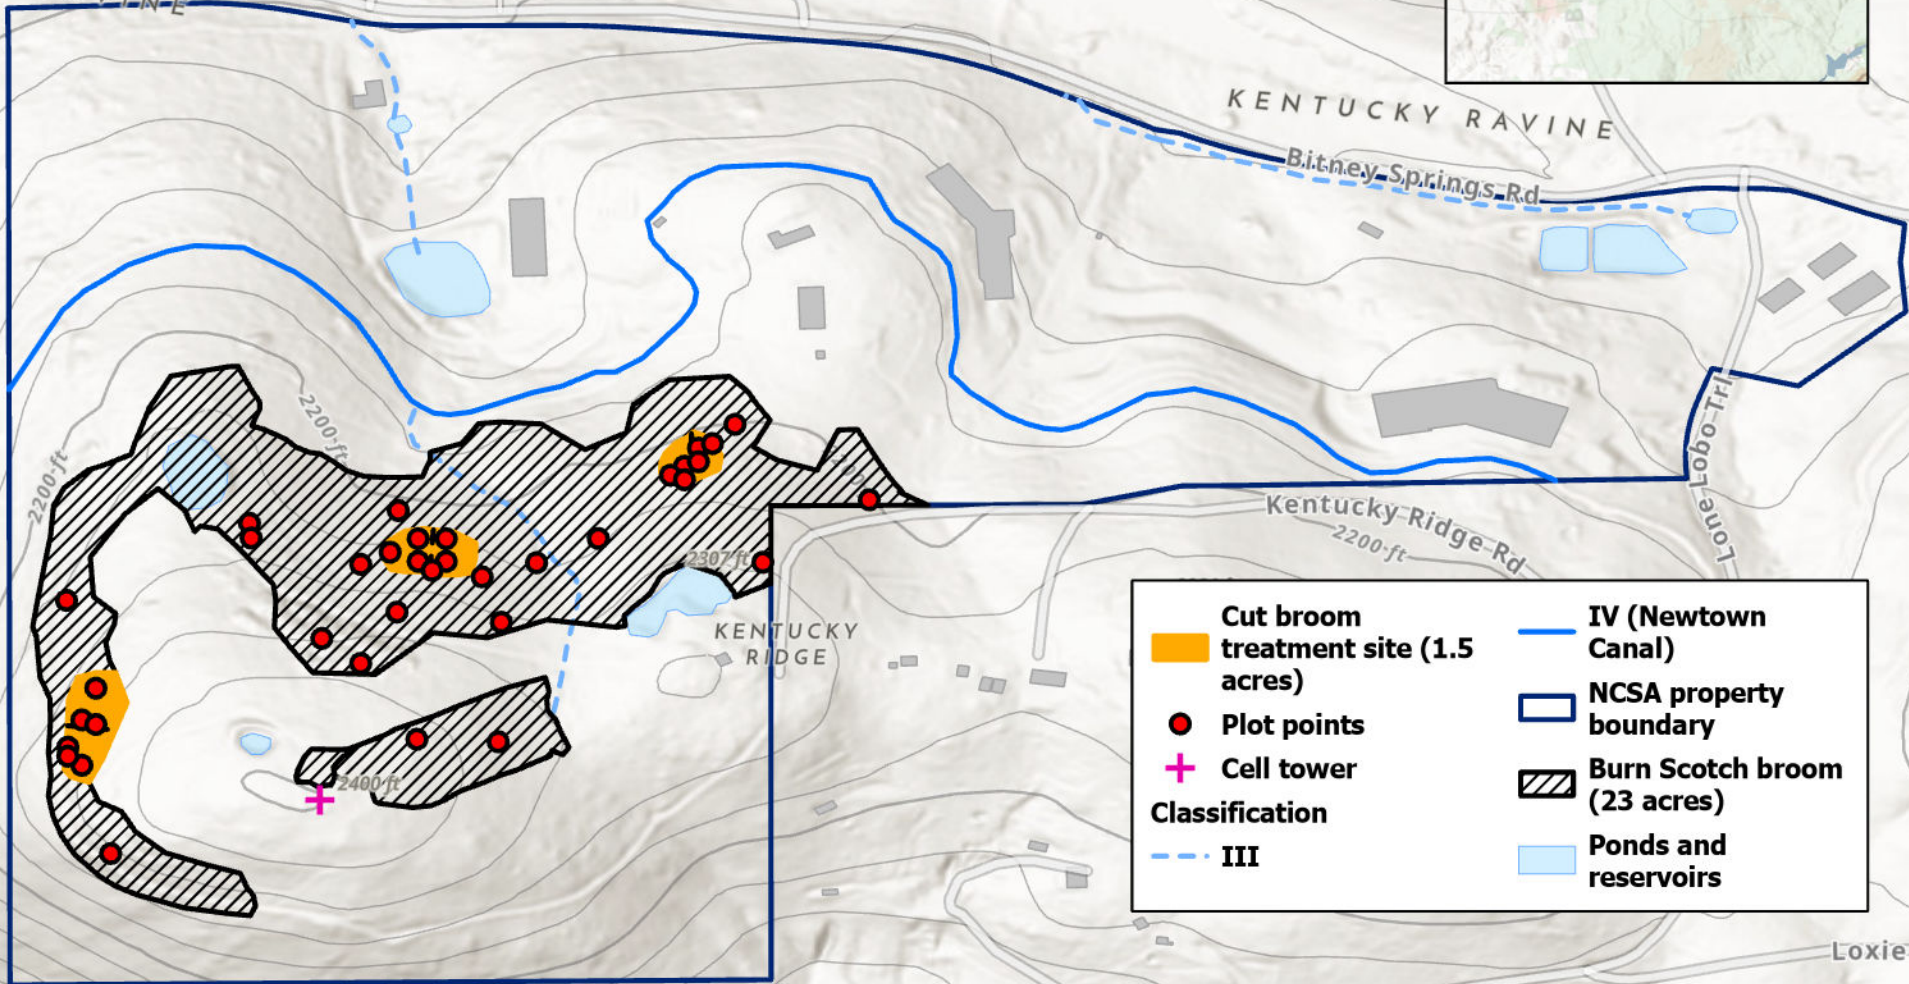 KENTUCKY RAVINE
Bitney Springs Rd
2200 ft
2200 ft
Lone Lobo Trl
Kentucky Ridge Rd
2200 ft
2307 ft
KENTUCKY
RIDGE
2400 ft
Cut broom
treatment site (1.5
acres)
Plot points
Cell tower
Classification
III
IV (Newtown
Canal)
NCSA property
boundary
Burn Scotch broom
(23 acres)
Ponds and
reservoirs
Loxie